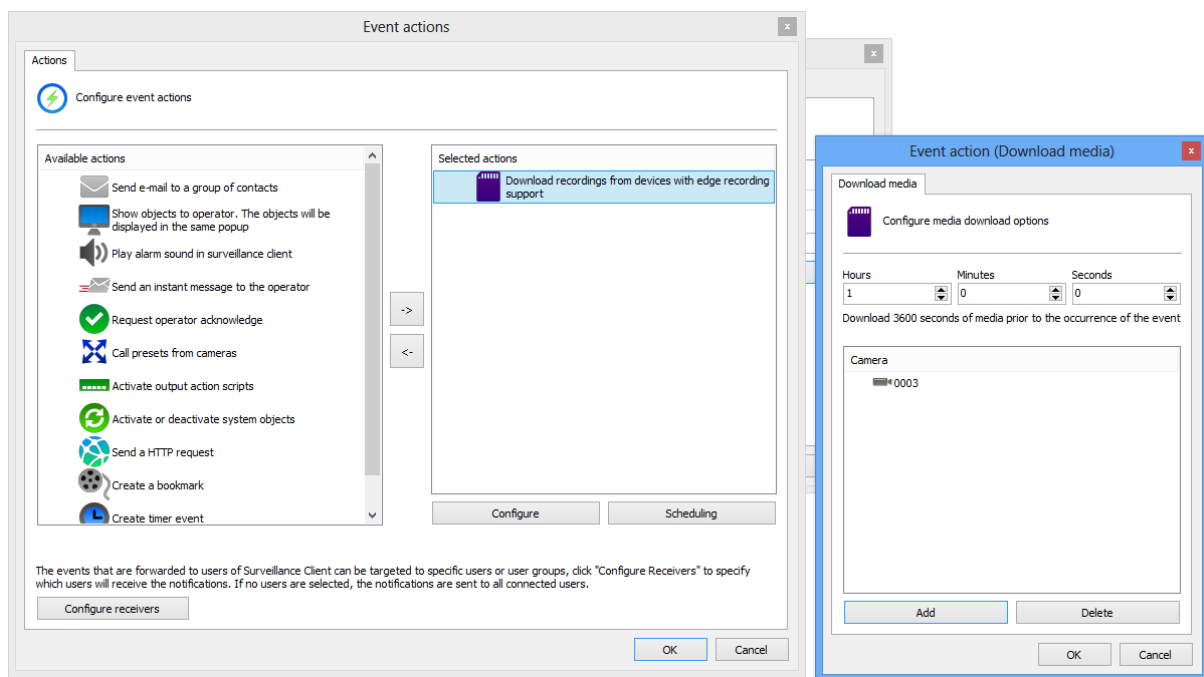 Event actions
x
Actions
Configure event actions
Available actions
Send e-mail to a group of contacts
Show objects to operator. The objects will be
displayed in the same popup
Play alarm sound in surveillance client
Send an instant message to the operator
Request operator acknowledge
Call presets from cameras
Activate output action scripts
Activate or deactivate system objects
Send a HTTP request
Create a bookmark
Create timer event
->
<-
Selected actions
Download recordings from devices with edge recording
support
Configure
Scheduling
The events that are forwarded to users of Surveillance Client can be targeted to specific users or user groups, click "Configure Receivers" to specify
which users will receive the notifications. If no users are selected, the notifications are sent to all connected users.
Configure receivers
OK
Cancel
x
Event action (Download media)
x
Download media
Configure media download options
Hours
Minutes
Seconds
1
0
0
Download 3600 seconds of media prior to the occurrence of the event
Camera
0003
Add
Delete
OK
Cancel